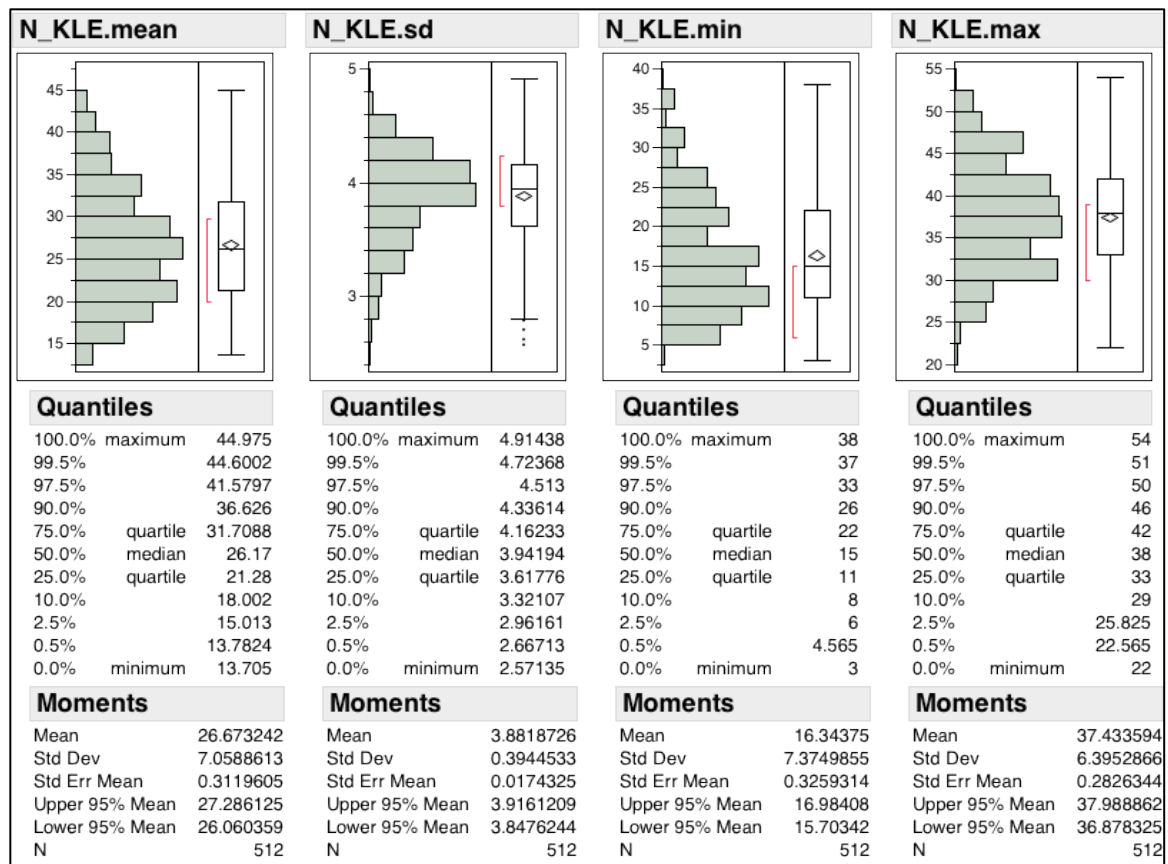 N_KLE.mean
45
40
35
30
25
20
15
Quantiles
100.0% maximum 44.975
99.5% 44.6002
97.5% 41.5797
90.0% 36.626
75.0% quartile 31.7088
50.0% median 26.17
25.0% quartile 21.28
10.0% 18.002
2.5% 15.013
0.5% 13.7824
0.0% minimum 13.705
Moments
Mean 26.673242
Std Dev 7.0588613
Std Err Mean 0.3119605
Upper 95% Mean 27.286125
Lower 95% Mean 26.060359
N 512
N_KLE.sd
5
4
3
Quantiles
100.0% maximum 4.91438
99.5% 4.72368
97.5% 4.513
90.0% 4.33614
75.0% quartile 4.16233
50.0% median 3.94194
25.0% quartile 3.61776
10.0% 3.32107
2.5% 2.96161
0.5% 2.66713
0.0% minimum 2.57135
Moments
Mean 3.8818726
Std Dev 0.3944533
Std Err Mean 0.0174325
Upper 95% Mean 3.9161209
Lower 95% Mean 3.8476244
N 512
N_KLE.min
40
35
30
25
20
15
10
5
Quantiles
100.0% maximum 38
99.5% 37
97.5% 33
90.0% 26
75.0% quartile 22
50.0% median 15
25.0% quartile 11
10.0% 8
2.5% 6
0.5% 4.565
0.0% minimum 3
Moments
Mean 16.34375
Std Dev 7.3749855
Std Err Mean 0.3259314
Upper 95% Mean 16.98408
Lower 95% Mean 15.70342
N 512
N_KLE.max
55
50
45
40
35
30
25
20
Quantiles
100.0% maximum 54
99.5% 51
97.5% 50
90.0% 46
75.0% quartile 42
50.0% median 38
25.0% quartile 33
10.0% 29
2.5% 25.825
0.5% 22.565
0.0% minimum 22
Moments
Mean 37.433594
Std Dev 6.3952866
Std Err Mean 0.2826344
Upper 95% Mean 37.988862
Lower 95% Mean 36.878325
N 512